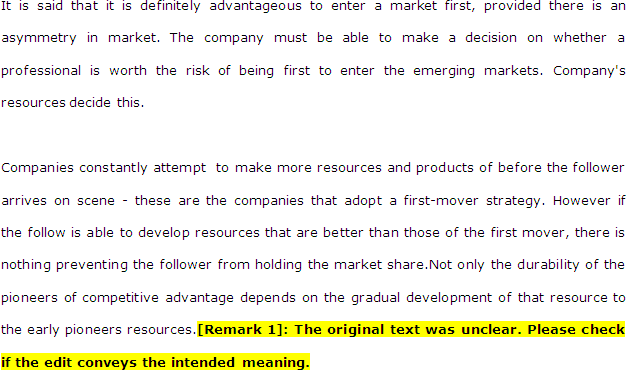 It is said that it is definitely advantageous to enter a market first, provided there is an
asymmetry in market. The company must be able to make a decision on whether a
professional is worth the risk of being first to enter the emerging markets. Company's
resources decide this.
Companies constantly attempt to make more resources and products of before the follower
arrives on scene - these are the companies that adopt a first-mover strategy. However if
the follow is able to develop resources that are better than those of the first mover, there is
nothing preventing the follower from holding the market share.Not only the durability of the
pioneers of competitive advantage depends on the gradual development of that resource to
the early pioneers resources.[Remark 1]: The original text was unclear. Please check
if the edit conveys the intended meaning.